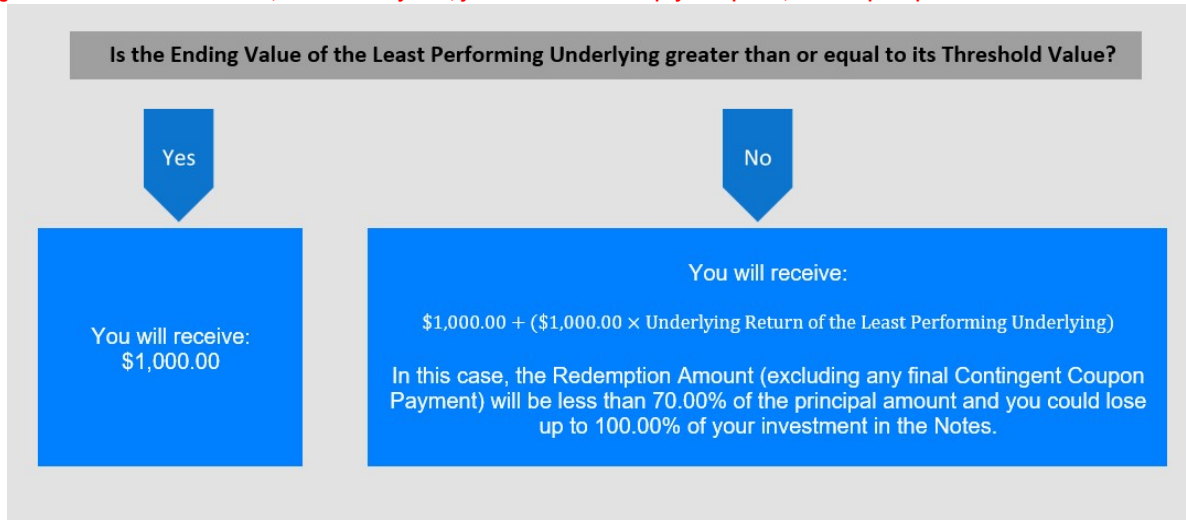 Is the Ending Value of the Least Performing Underlying greater than or equal to its Threshold Value?
Yes
No
You will receive:
$1,000.00
You will receive:
$1,000.00 + ($1,000.00 × Underlying Return of the Least Performing Underlying)
In this case, the Redemption Amount (excluding any final Contingent Coupon
Payment) will be less than 70.00% of the principal amount and you could lose
up to 100.00% of your investment in the Notes.